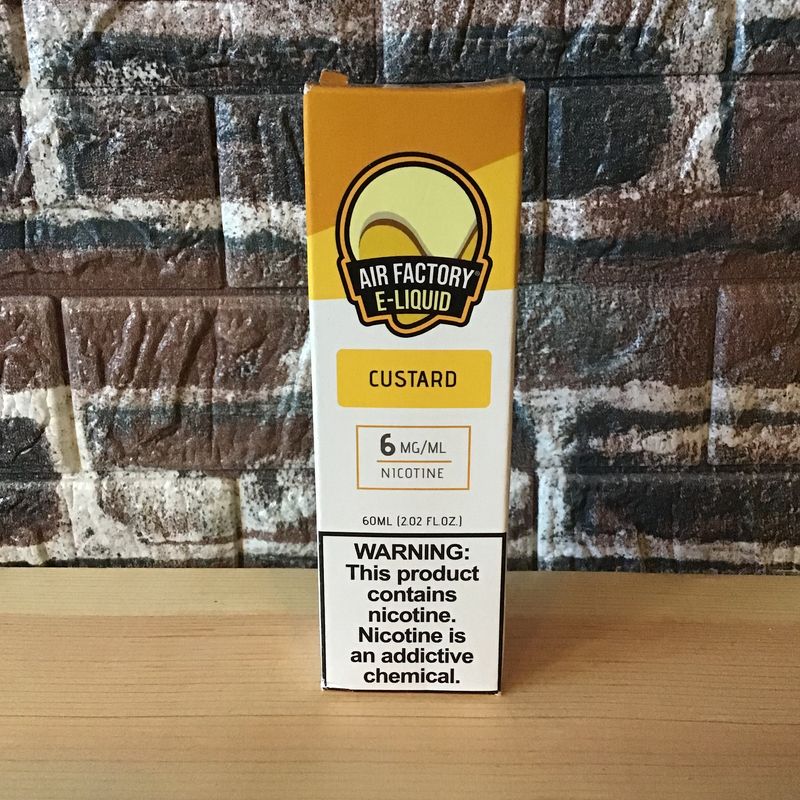 AIR FACTORY®
E-LIQUID
CUSTARD
6 MG/ML
NICOTINE
60ML (2.02 FL.OZ.)
WARNING:
This product
contains
nicotine.
Nicotine is
an addictive
chemical.